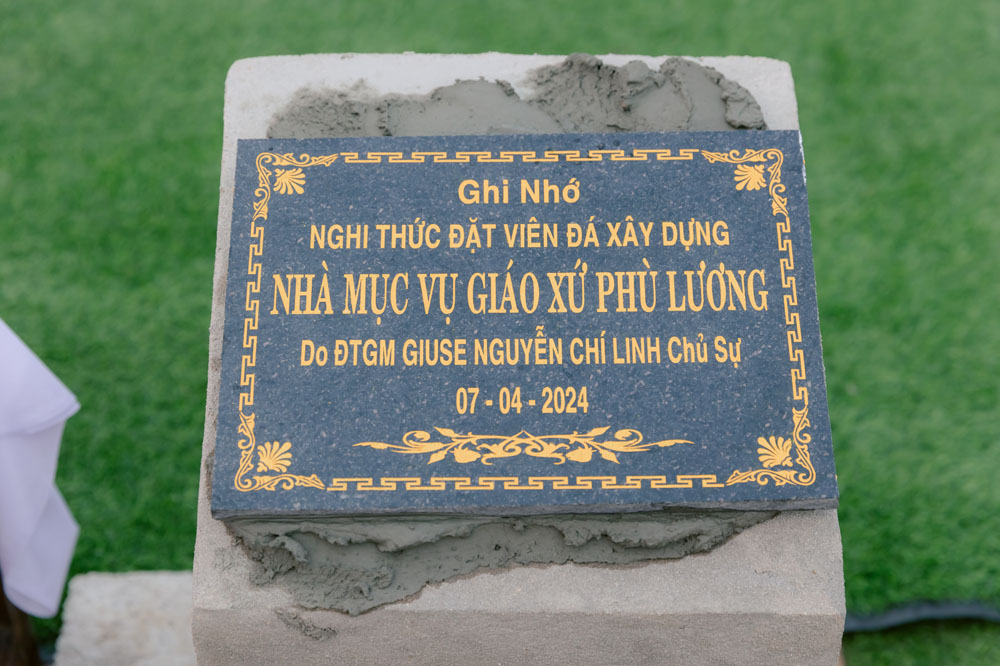 Ghi Nhớ
NGHI THỨC ĐẶT VIÊN ĐÁ XÂY DỰNG
NHÀ MỤC VỤ GIÁO XỨ PHÙ LƯƠNG
Do ĐTGM GIUSE NGUYỄN CHÍ LINH Chủ Sự
07 - 04 - 2024